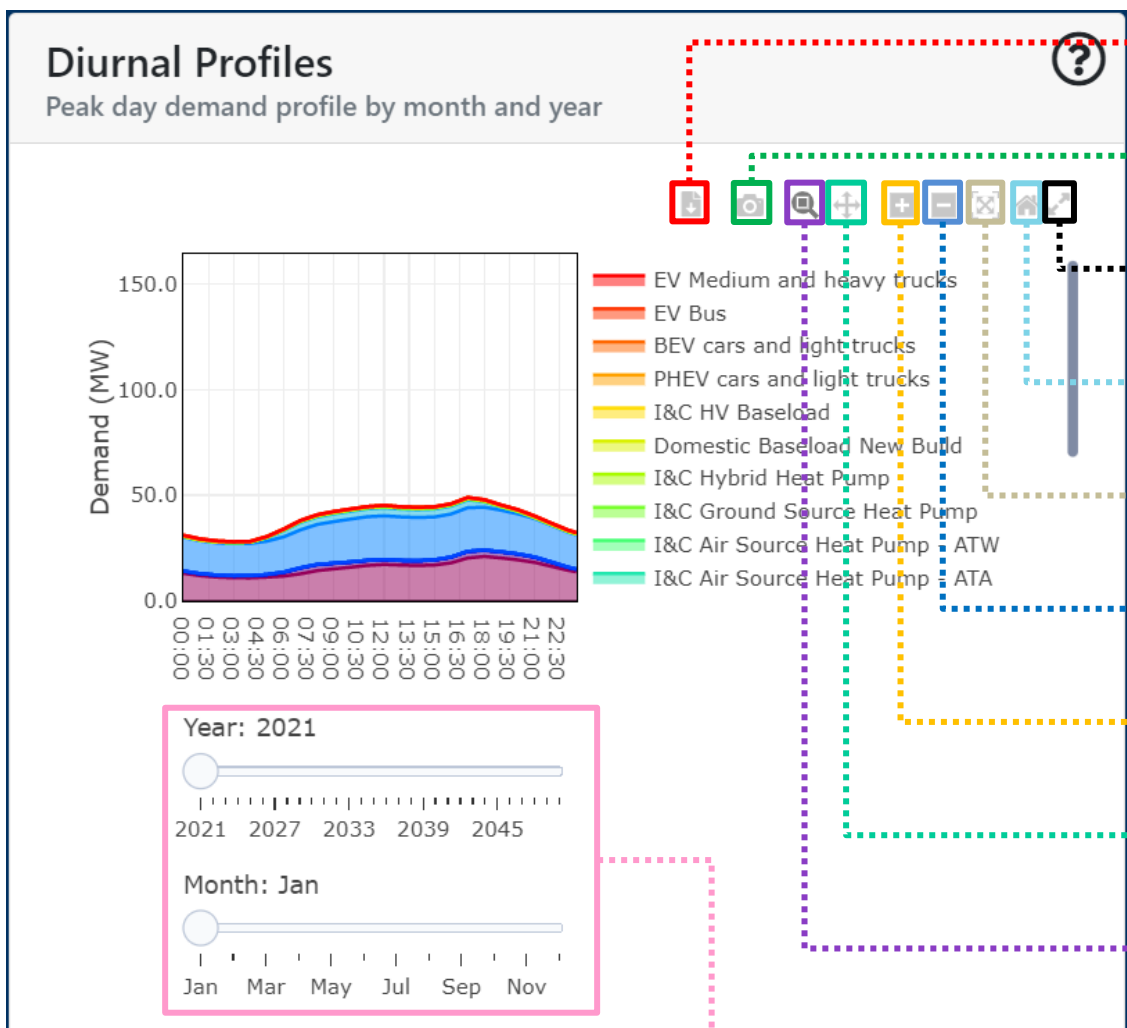 Diurnal Profiles
Peak day demand profile by month and year
?
Demand (MW)
150.0
100.0
50.0
0.0
00:00
01:30
03:00
04:30
06:00
07:30
09:00
10:30
12:00
13:30
15:00
16:30
18:00
19:30
21:00
22:30
EV Medium and heavy trucks
EV Bus
BEV cars and light trucks
PHEV cars and light trucks
I&C HV Baseload
Domestic Baseload New Build
I&C Hybrid Heat Pump
I&C Ground Source Heat Pump
I&C Air Source Heat Pump - ATW
I&C Air Source Heat Pump - ATA
Year: 2021
2021 2027 2033 2039 2045
Month: Jan
Jan Mar May Jul Sep Nov